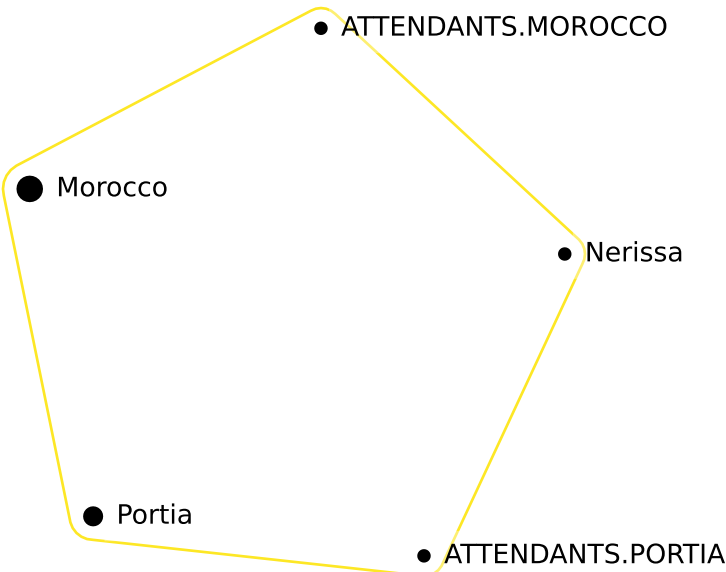 ATTENDANTS.MOROCCO
Morocco
Nerissa
Portia
ATTENDANTS.PORTIA